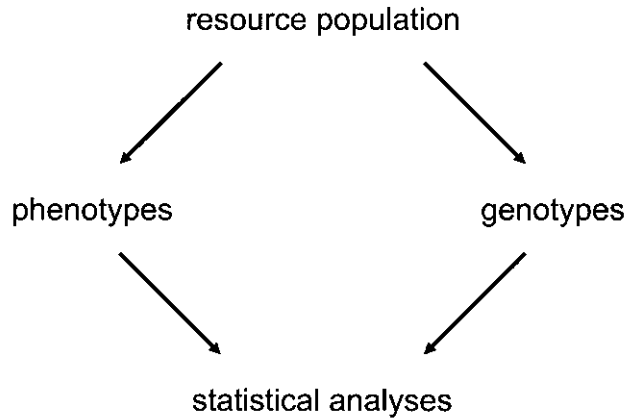 resource population
phenotypes
genotypes
statistical analyses